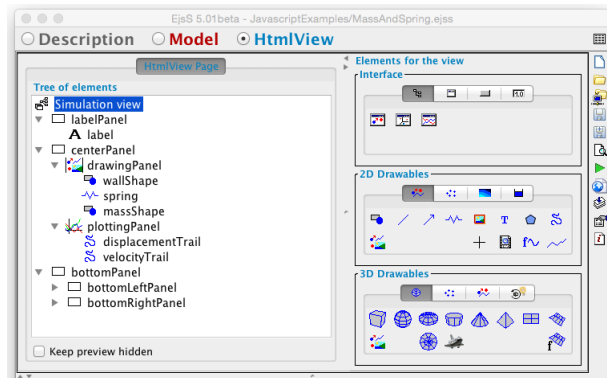 EjsS 5.01beta - JavascriptExamples/MassAndSpring.ejss
Description Model HtmlView
HtmlView Page
Tree of elements
Simulation view
labelPanel
A label
centerPanel
drawingPanel
wallShape
spring
massShape
plottingPanel
displacementTrail
velocityTrail
bottomPanel
bottomLeftPanel
bottomRightPanel
Keep preview hidden
Elements for the view
Interface
2D Drawables
T
3D Drawables
3D
f